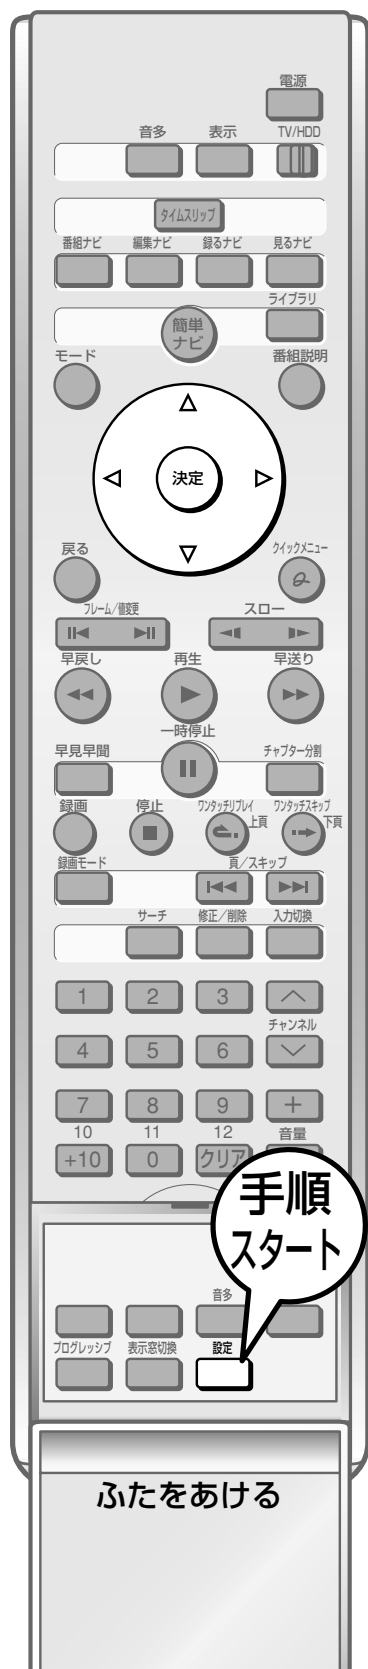 電源
音多 表示 TV/HDD
タイムスリップ
番組ナビ 編集ナビ 録るナビ 見るナビ
ライブラリ
簡単
ナビ
モード 番組説明
決定
戻る クイックメニュー
フレーム/値変更 スロー
早戻し 再生 早送り
一時停止
早見早聞 チャプター分割
録画 停止 ワンタッチリプレイ ワンタッチスキップ
上頁 下頁
録画モード 頁/スキップ
サーチ 修正/削除 入力切換
1 2 3
チャンネル
4 5 6
7 8 9 +
10 11 12 音量
+10 0 クリア
手順
スタート
音多
プログレッシブ 表示窓切換 設定
ふたをあける